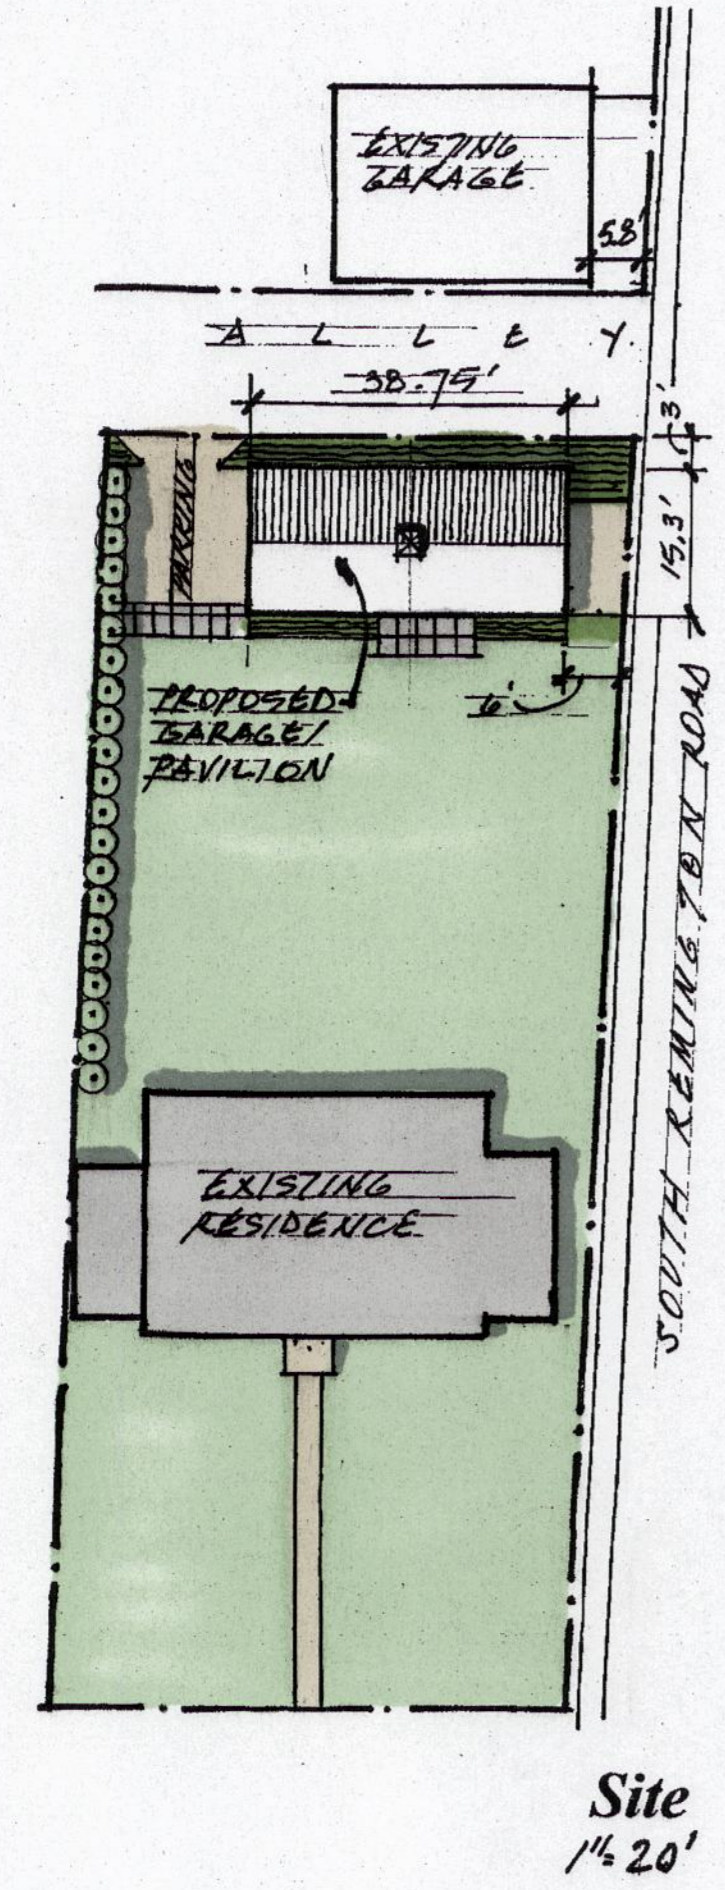 EXISTING
GARAGE
5.8'
A L L E Y.
38.75'
3'
PARKING
15.3'
PROPOSED
GARAGE/
PAVILION
6'
SOUTH REMINGTON ROAD
EXISTING
RESIDENCE
Site
1"=20'